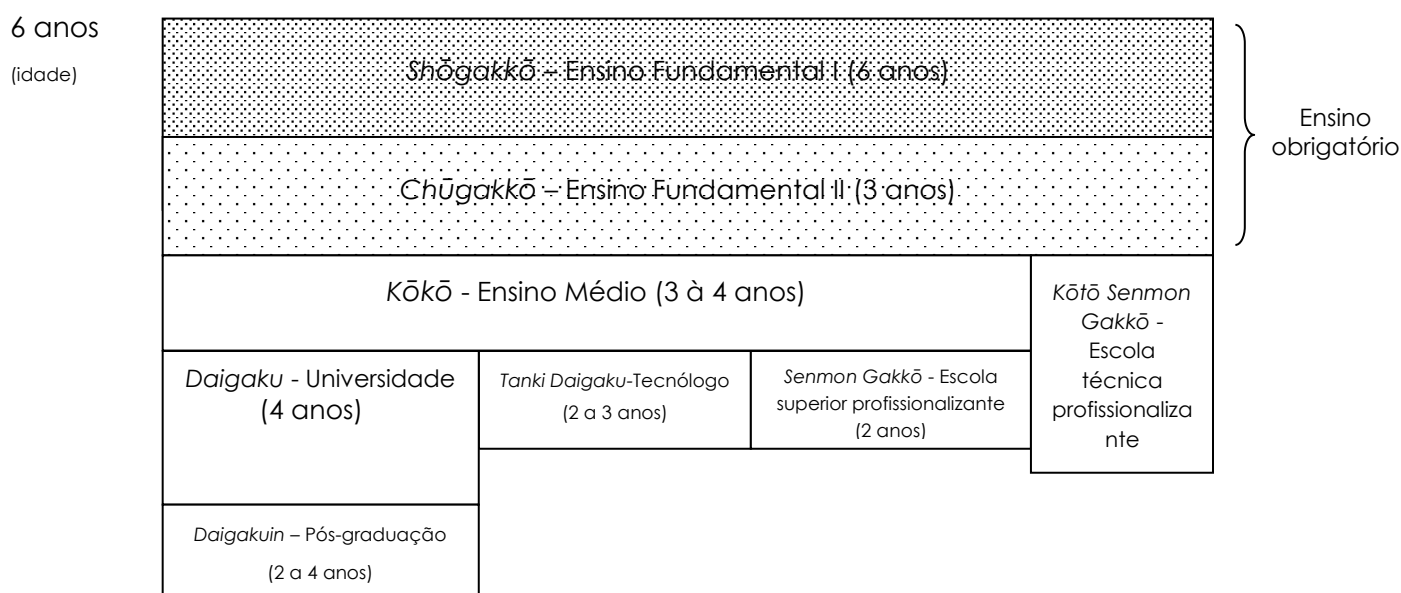 6 anos
(idade)
Shōgakkō – Ensino Fundamental I (6 anos)
Ensino
obrigatório
Chūgakkō – Ensino Fundamental II (3 anos)
Kōkō - Ensino Médio (3 à 4 anos)
Kōtō Senmon
Gakkō -
Escola
técnica
profissionaliza
nte
Daigaku - Universidade
(4 anos)
Tanki Daigaku-Tecnólogo
(2 a 3 anos)
Senmon Gakkō - Escola
superior profissionalizante
(2 anos)
Daigakuin – Pós-graduação
(2 a 4 anos)